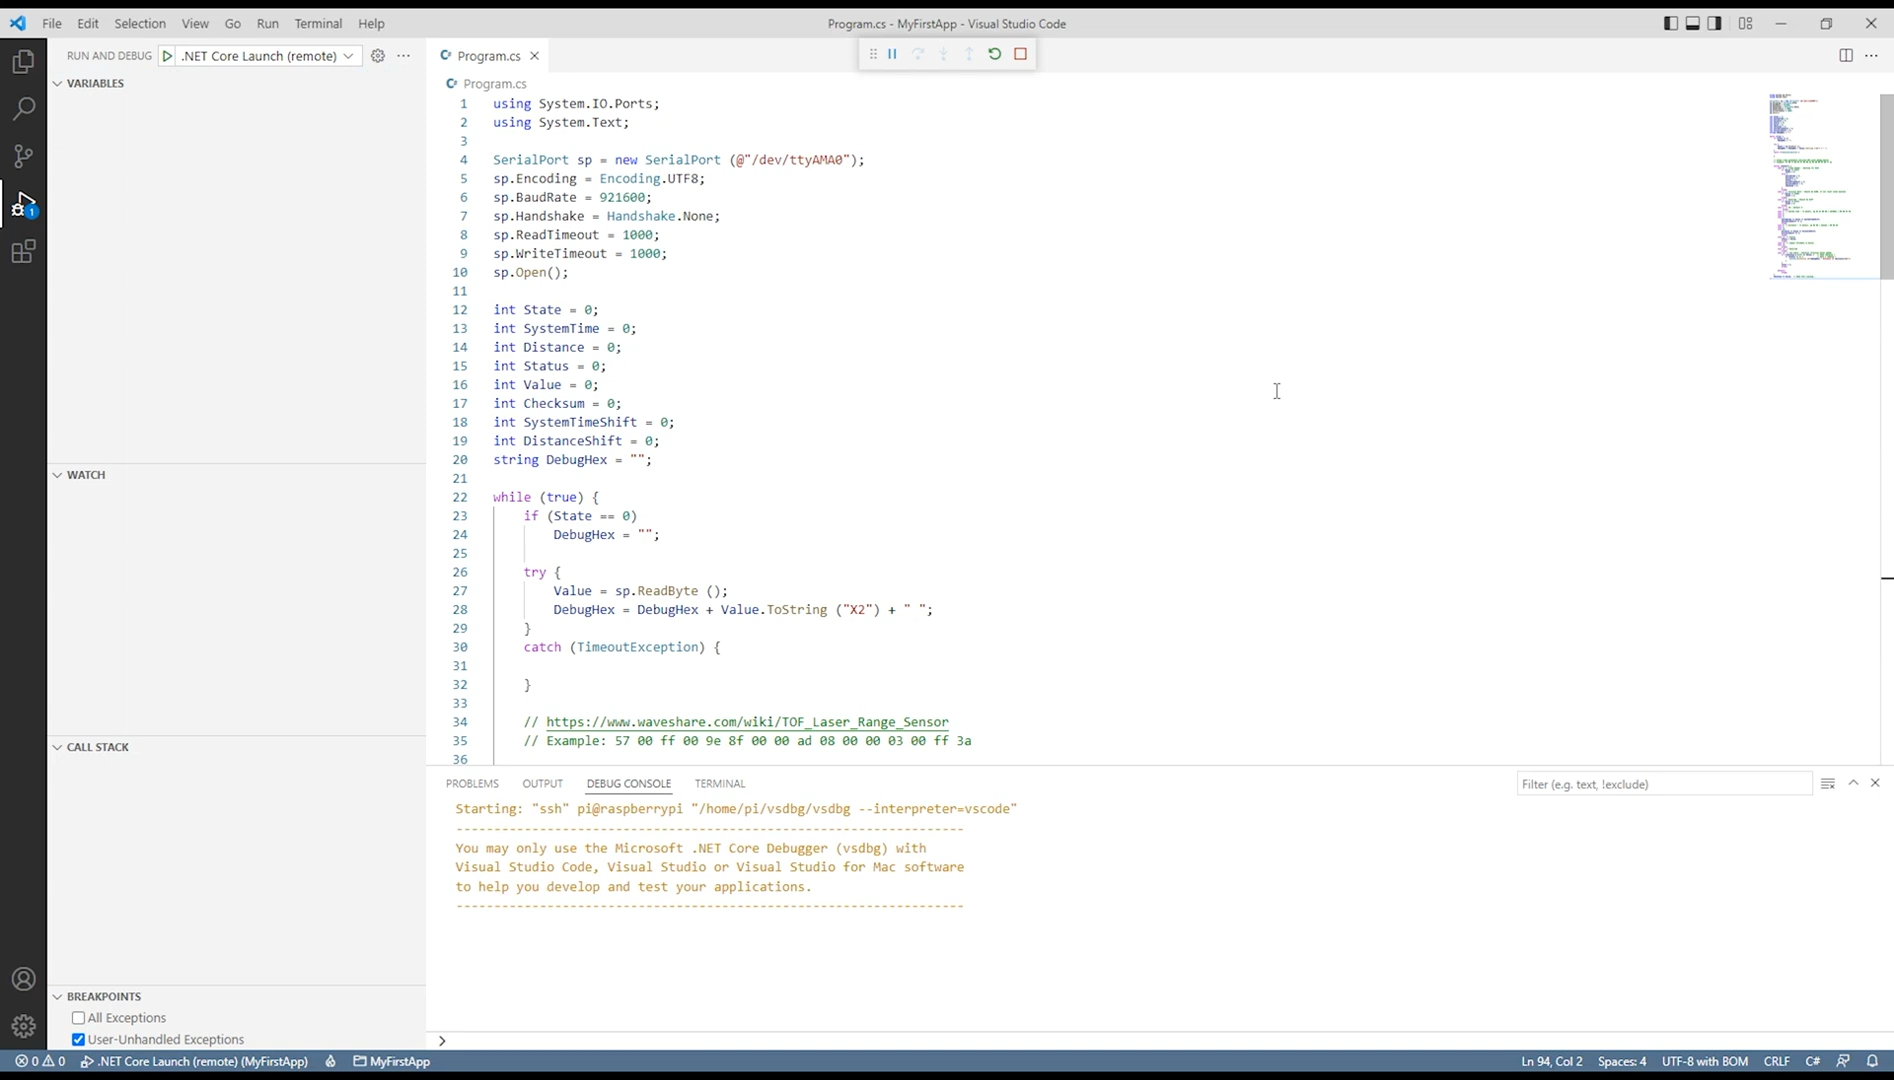 File Edit Selection View Go Run Terminal Help
Program.cs - MyFirstApp - Visual Studio Code
RUN AND DEBUG .NET Core Launch (remote)
Program.cs
VARIABLES
Program.cs
1 using System.IO.Ports;
2 using System.Text;
3
4 SerialPort sp = new SerialPort (@"/dev/ttyAMA0");
5 sp.Encoding = Encoding.UTF8;
6 sp.BaudRate = 921600;
7 sp.Handshake = Handshake.None;
8 sp.ReadTimeout = 1000;
9 sp.WriteTimeout = 1000;
10 sp.Open();
11
12 int State = 0;
13 int SystemTime = 0;
14 int Distance = 0;
15 int Status = 0;
16 int Value = 0;
17 int Checksum = 0;
18 int SystemTimeShift = 0;
19 int DistanceShift = 0;
20 string DebugHex = "";
21
22 while (true) {
23 if (State == 0)
24 DebugHex = "";
25
26 try {
27 Value = sp.ReadByte ();
28 DebugHex = DebugHex + Value.ToString ("X2") + " ";
29 }
30 catch (TimeoutException) {
31
32 }
33
34 // https://www.waveshare.com/wiki/TOF_Laser_Range_Sensor
35 // Example: 57 00 ff 00 9e 8f 00 00 ad 08 00 00 03 00 ff 3a
36
WATCH
CALL STACK
BREAKPOINTS
All Exceptions
User-Unhandled Exceptions
PROBLEMS OUTPUT DEBUG CONSOLE TERMINAL
Filter (e.g. text, !exclude)
Starting: "ssh" pi@raspberrypi "/home/pi/vsdbg/vsdbg --interpreter=vscode"
-------------------------------------------------------------------
You may only use the Microsoft .NET Core Debugger (vsdbg) with
Visual Studio Code, Visual Studio or Visual Studio for Mac software
to help you develop and test your applications.
-------------------------------------------------------------------
1
0 0 .NET Core Launch (remote) (MyFirstApp) MyFirstApp
Ln 94, Col 2 Spaces: 4 UTF-8 with BOM CRLF C#